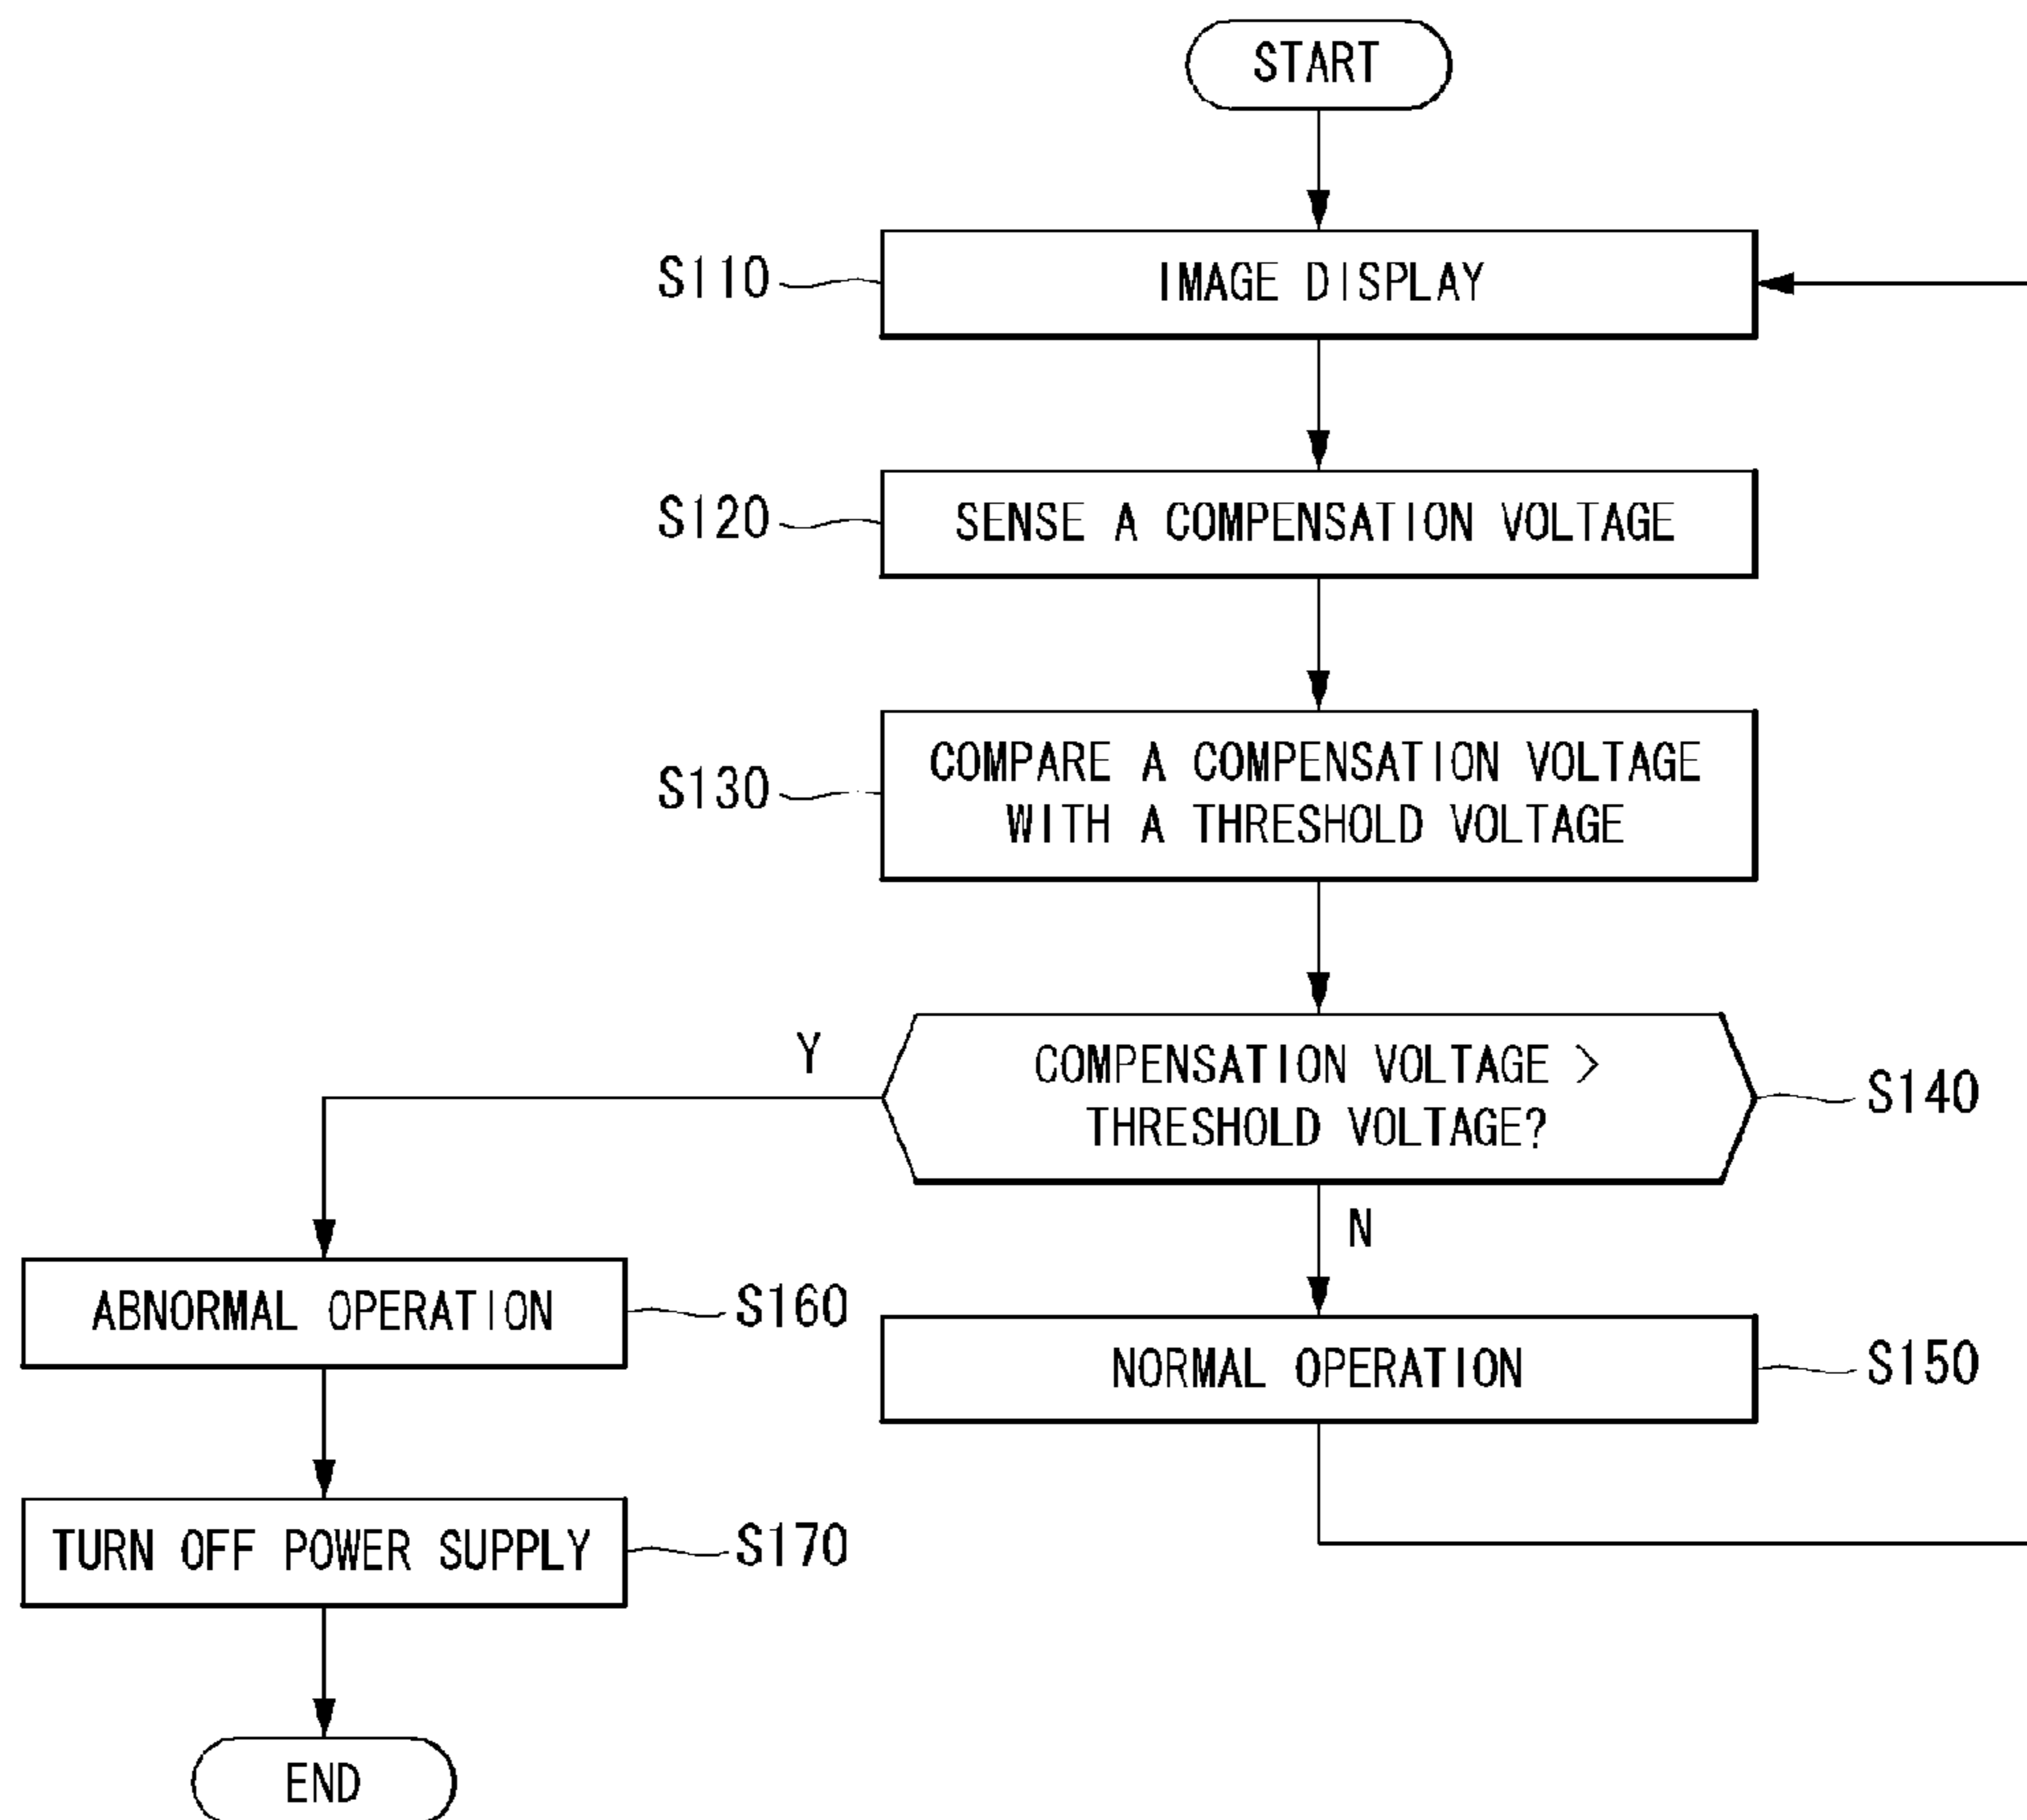 START
S110
IMAGE DISPLAY
S120
SENSE A COMPENSATION VOLTAGE
S130
COMPARE A COMPENSATION VOLTAGE
WITH A THRESHOLD VOLTAGE
Y
COMPENSATION VOLTAGE >
THRESHOLD VOLTAGE?
S140
N
ABNORMAL OPERATION
S160
NORMAL OPERATION
S150
TURN OFF POWER SUPPLY
S170
END